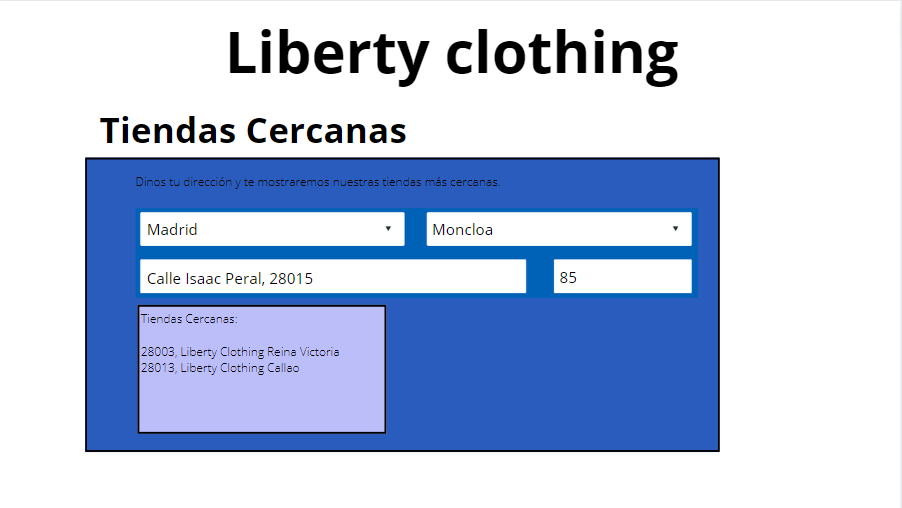 Liberty clothing
Tiendas Cercanas
Dinos tu dirección y te mostraremos nuestras tiendas más cercanas.
Madrid
Moncloa
Calle Isaac Peral, 28015
85
Tiendas Cercanas:
28003, Liberty Clothing Reina Victoria
28013, Liberty Clothing Callao